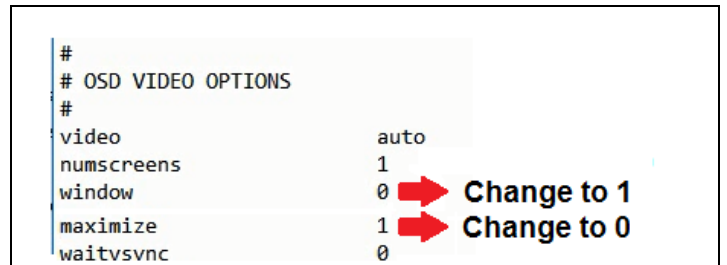 #
# OSD VIDEO OPTIONS
#
video auto
numscreens 1
window 0 Change to 1
maximize 1 Change to 0
waitvsync 0